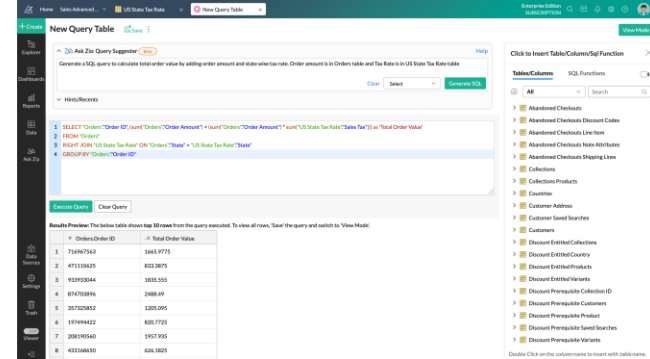 Home
Sales Advanced...
US State Tax Rate
New Query Table
Enterprise Edition
SUBSCRIPTION
+ Create
Explorer
Dashboards
Reports
Data
Ask Zia
Data
Sources
Settings
Trash
Viewer
New Query Table
Save
View Mode
Ask Zia: Query Suggester
Beta
Help
Generate a SQL query to calculate total order value by adding order amount and state wise tax rate. Order amount is in Orders table and Tax Rate is in US State Tax Rate table
Clear
Select
Generate SQL
Hints/Recents
1 SELECT "Orders"."Order ID", (sum("Orders"."Order Amount") + (sum("Orders"."Order Amount") * sum("US State Tax Rate"."Sales Tax"))) as 'Total Order Value'
2 FROM "Orders"
3 RIGHT JOIN "US State Tax Rate" ON "Orders"."State" = "US State Tax Rate"."State"
4 GROUP BY "Orders"."Order ID"
Execute Query
Clear Query
Results Preview: The below table shows top 10 rows from the query executed. To view all rows, 'Save' the query and switch to 'View Mode'.
Orders.Order ID Total Order Value
1 716967563 1665.9775
2 471110625 833.3875
3 933933044 1835.555
4 874703896 2488.49
5 357325852 1205.095
6 197494422 820.7725
7 208190560 1957.935
8 433168650 626.1825
Click to Insert Table/Column/Sql Function
Tables/Columns
SQL Functions
All
Search
Abandoned Checkouts
Abandoned Checkouts Discount Codes
Abandoned Checkouts Line Item
Abandoned Checkouts Note Attributes
Abandoned Checkouts Shipping Lines
Collections
Collections Products
Countries
Customer Address
Customer Saved Searches
Customers
Discount Entitled Collections
Discount Entitled Country
Discount Entitled Products
Discount Entitled Variants
Discount Prerequisite Collection ID
Discount Prerequisite Customers
Discount Prerequisite Product
Discount Prerequisite Saved Searches
Discount Prerequisite Variants
Double Click on the column name to insert with table name.